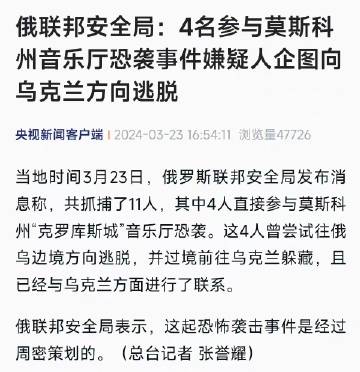 俄联邦安全局：4名参与莫斯科
州音乐厅恐袭事件嫌疑人企图向
乌克兰方向逃脱
央视新闻客户端 | 2024-03-23 16:54:11 浏览量47726
当地时间3月23日，俄罗斯联邦安全局发布消
息称，共抓捕了11人，其中4人直接参与莫斯科
州“克罗库斯城”音乐厅恐袭。这4人曾尝试往俄
乌边境方向逃脱，并过境前往乌克兰躲藏，且
已经与乌克兰方面进行了联系。
俄联邦安全局表示，这起恐怖袭击事件是经过
周密策划的。（总台记者 张誉耀）